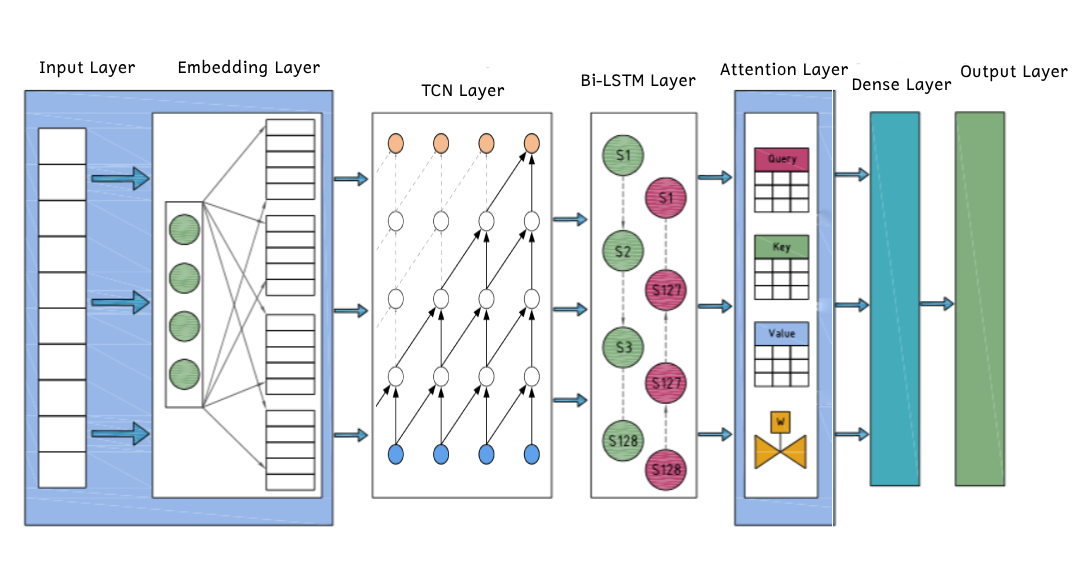 Input Layer
Embedding Layer
TCN Layer
Bi-LSTM Layer
Attention Layer
Dense Layer
Output Layer
S1
S2
S3
S128
S1
S127
S127
S128
Query
Key
Value
W